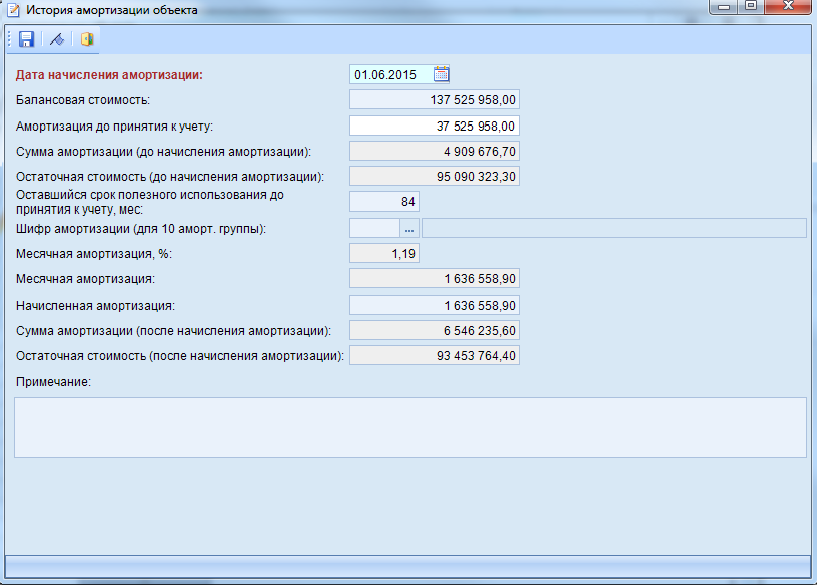 История амортизации объекта
Дата начисления амортизации: 01.06.2015
Балансовая стоимость: 137 525 958,00
Амортизация до принятия к учету: 37 525 958,00
Сумма амортизации (до начисления амортизации): 4 909 676,70
Остаточная стоимость (до начисления амортизации): 95 090 323,30
Оставшийся срок полезного использования до
принятия к учету, мес: 84
Шифр амортизации (для 10 аморт. группы): ...
Месячная амортизация, %: 1,19
Месячная амортизация: 1 636 558,90
Начисленная амортизация: 1 636 558,90
Сумма амортизации (после начисления амортизации): 6 546 235,60
Остаточная стоимость (после начисления амортизации): 93 453 764,40
Примечание: